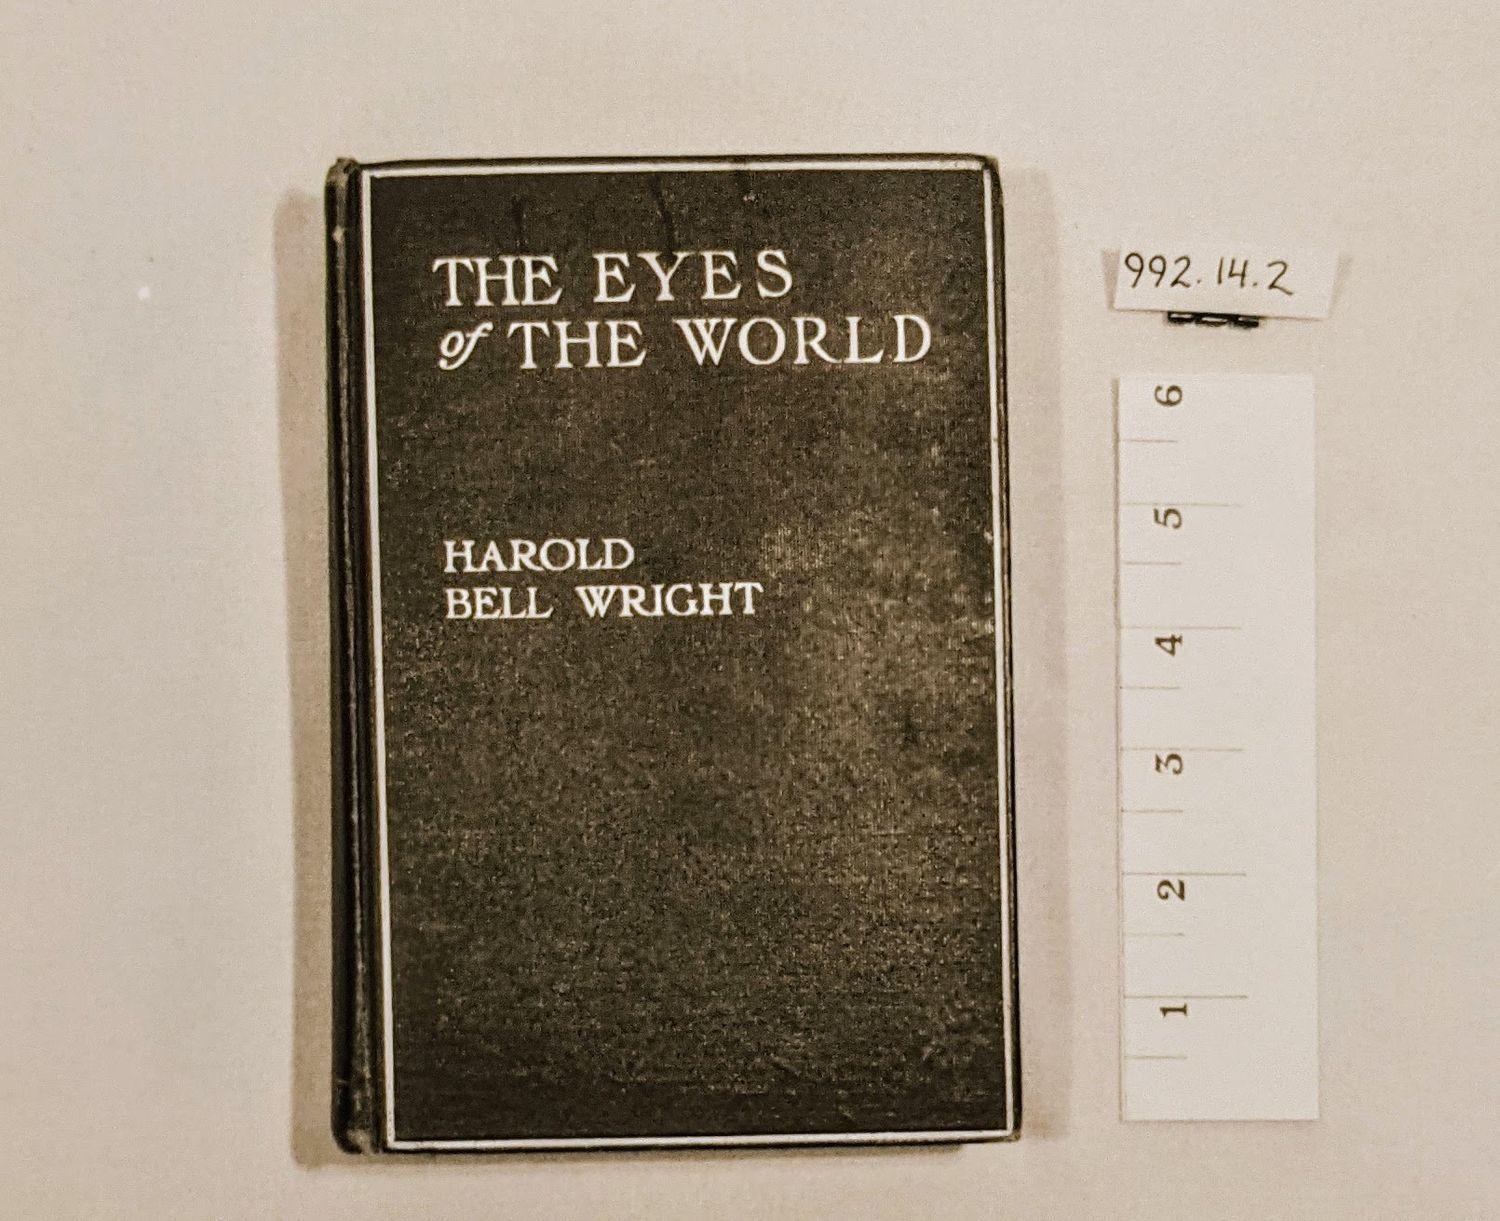 THE EYES
of THE WORLD
HAROLD
BELL WRIGHT
992.14.2
6
5
4
3
2
1